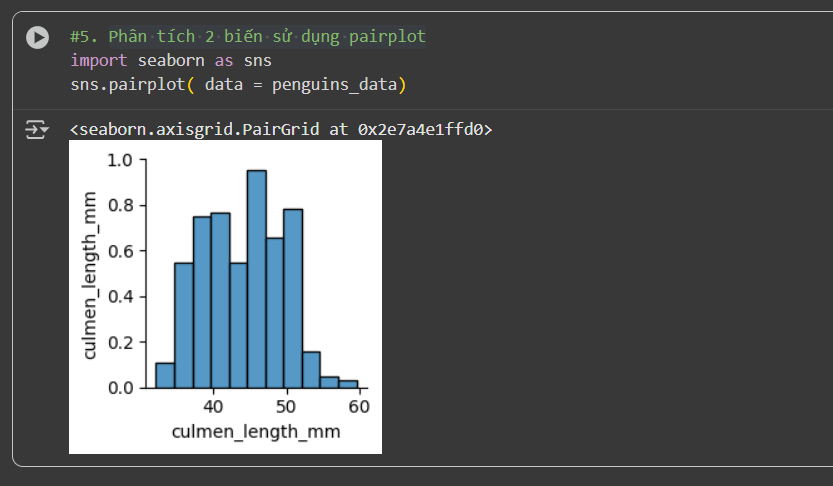 #5. Phân tích 2 biến sử dụng pairplot
import seaborn as sns
sns.pairplot( data = penguins_data)
<seaborn.axisgrid.PairGrid at 0x2e7a4e1ffd0>
1.0
0.8
0.6
0.4
0.2
0.0
culmen_length_mm
40 50 60
culmen_length_mm